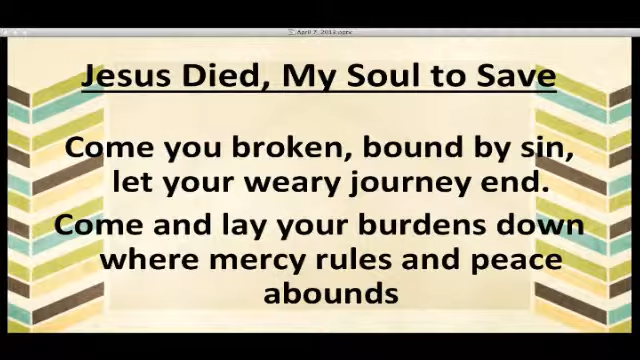 April 7, 2013.pptx
Jesus Died, My Soul to Save
Come you broken, bound by sin,
let your weary journey end.
Come and lay your burdens down
where mercy rules and peace
abounds